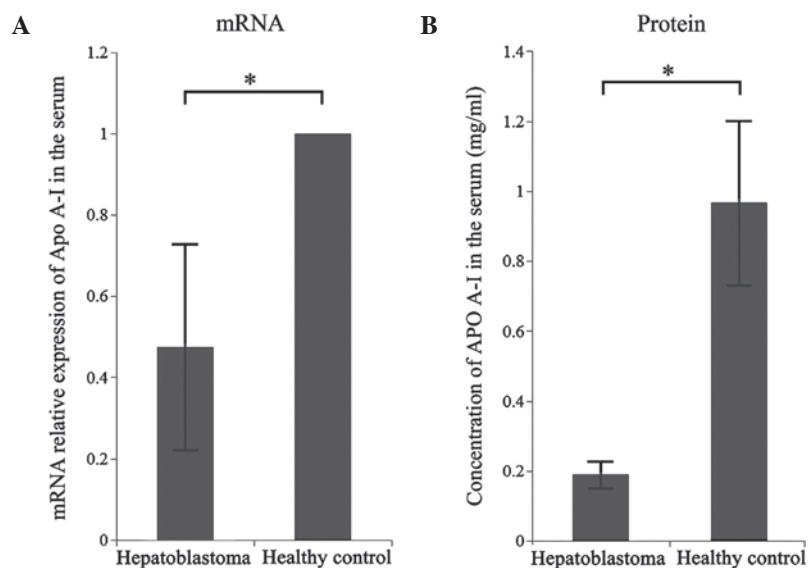 A
mRNA
mRNA relative expression of Apo A-I in the serum
1.2
1
0.8
0.6
0.4
0.2
0
*
Hepatoblastoma
Healthy control
B
Protein
Concentration of APO A-I in the serum (mg/ml)
1.4
1.2
1
0.8
0.6
0.4
0.2
0
*
Hepatoblastoma
Healthy control